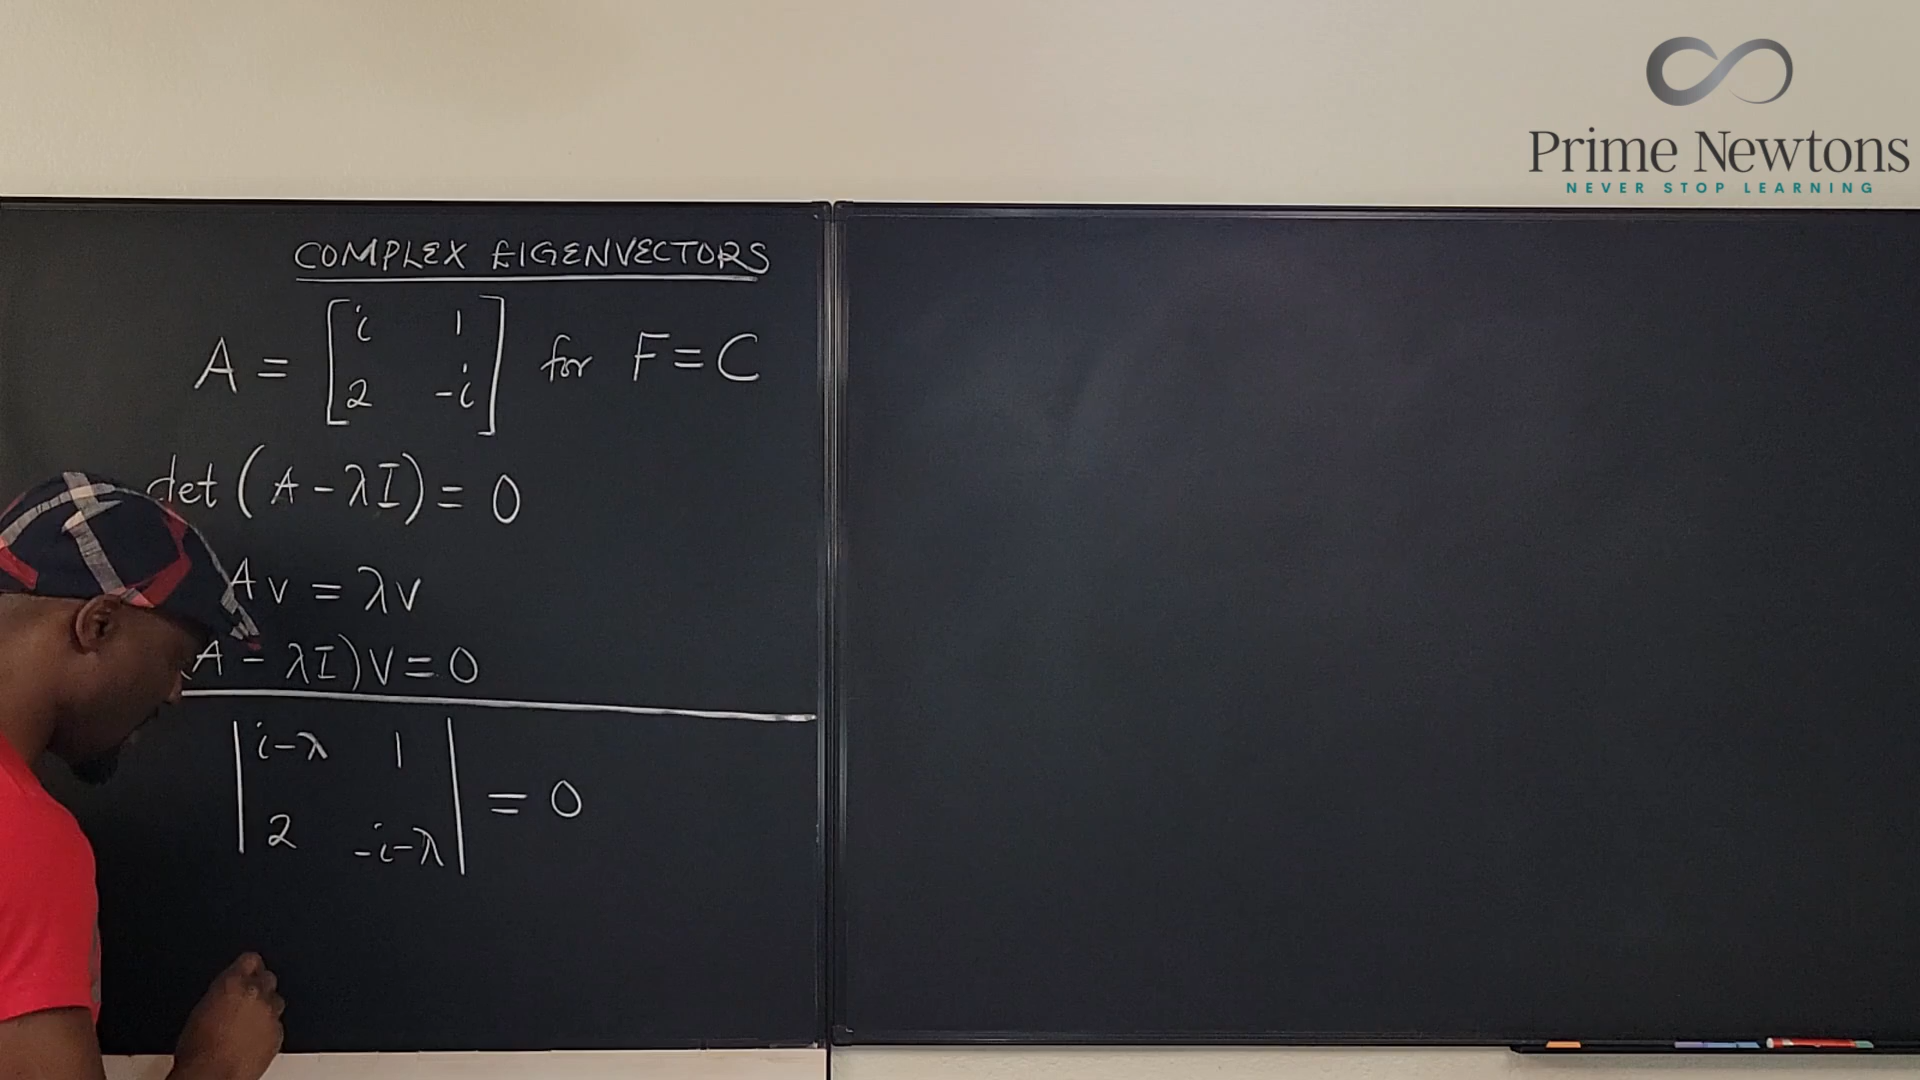 Prime Newtons
NEVER STOP LEARNING
COMPLEX EIGENVECTORS
A = [ i 1
2 -i ] for F = C
det (A - λI) = 0
Av = λv
(A - λI)V = 0
| i-λ 1
2 -i-λ | = 0